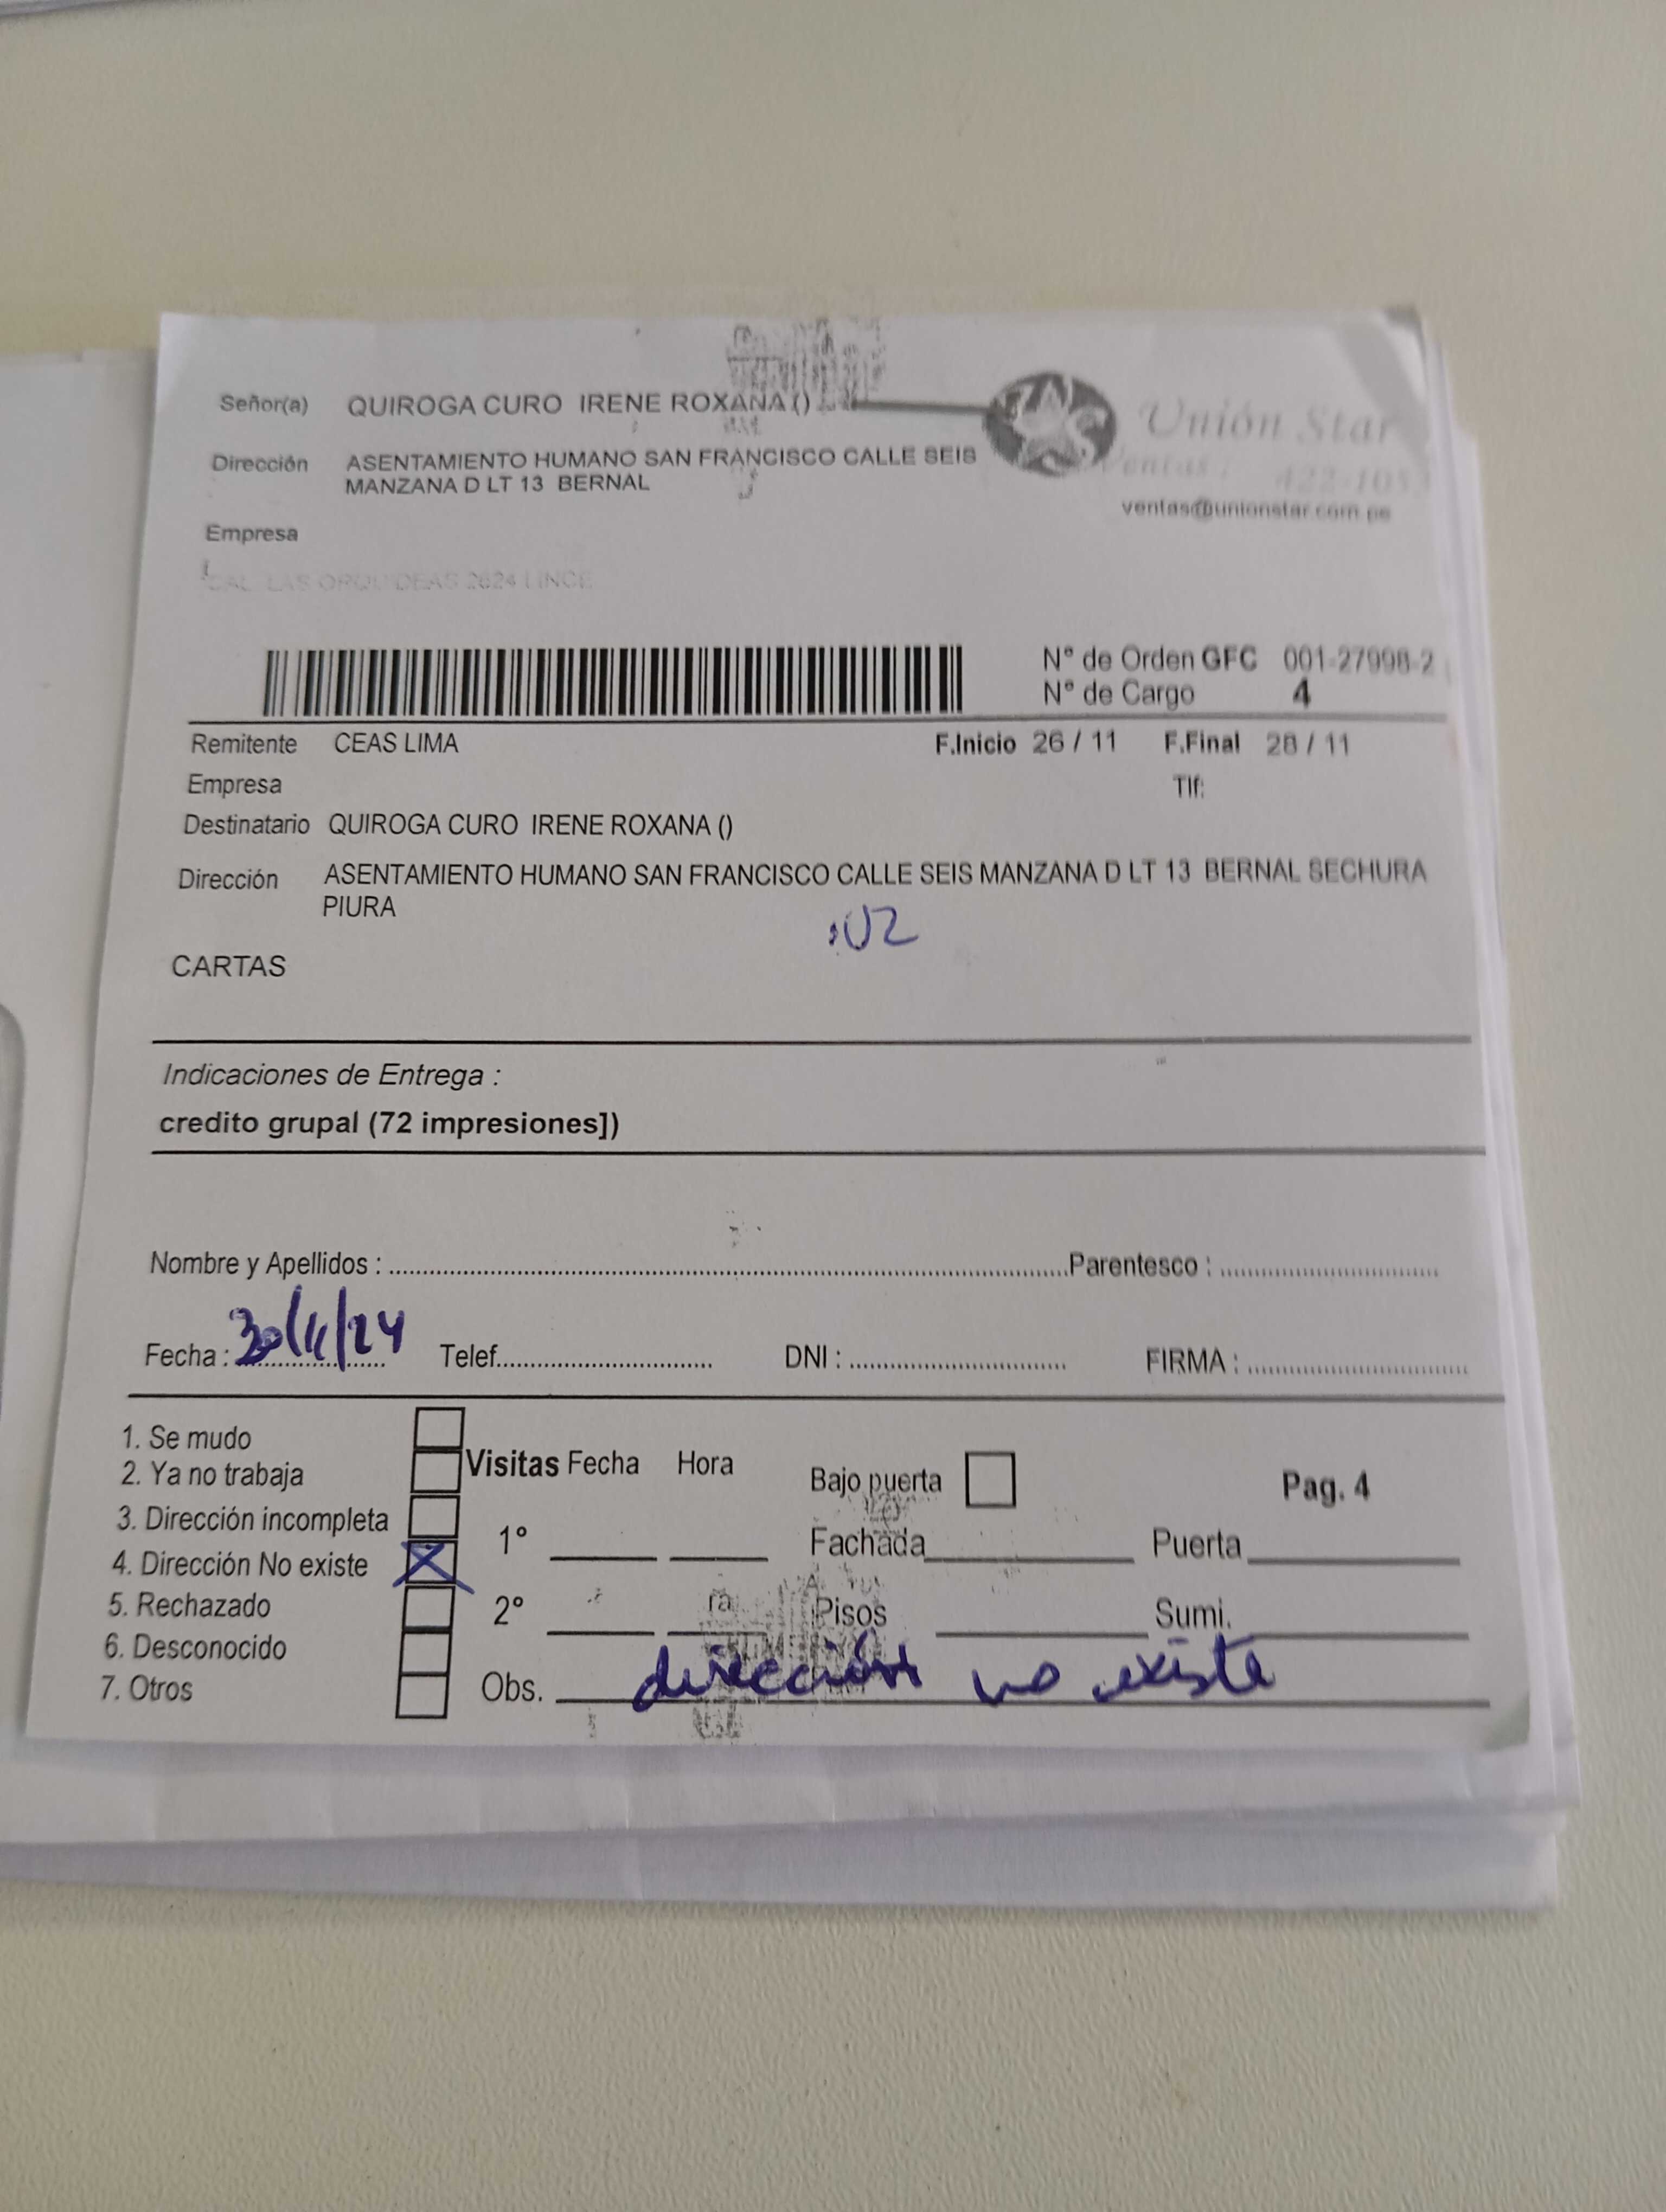 Señor(a) QUIROGA CURO IRENE ROXANA ()
Unión Star
Dirección ASENTAMIENTO HUMANO SAN FRANCISCO CALLE SEIS
MANZANA D LT 13 BERNAL
Ventas :
ventas@unionstar.com.pe
Empresa
CAL LAS ORQUIDEAS 2624 LINCE
N° de Orden GFC 001-27998-2
N° de Cargo 4
Remitente CEAS LIMA F.Inicio 26 / 11 F.Final 28 / 11
Empresa Tlf:
Destinatario QUIROGA CURO IRENE ROXANA ()
Dirección ASENTAMIENTO HUMANO SAN FRANCISCO CALLE SEIS MANZANA D LT 13 BERNAL SECHURA
PIURA
CARTAS
Indicaciones de Entrega :
credito grupal (72 impresiones])
Nombre y Apellidos : Parentesco :
Fecha : 30/11/24 Telef. DNI : FIRMA :
1. Se mudo
2. Ya no trabaja
3. Dirección incompleta
4. Dirección No existe
5. Rechazado
6. Desconocido
7. Otros
Visitas Fecha Hora
1°
2°
Bajo puerta Pag. 4
Fachada Puerta
Pisos Sumi.
Obs. dirección no existe